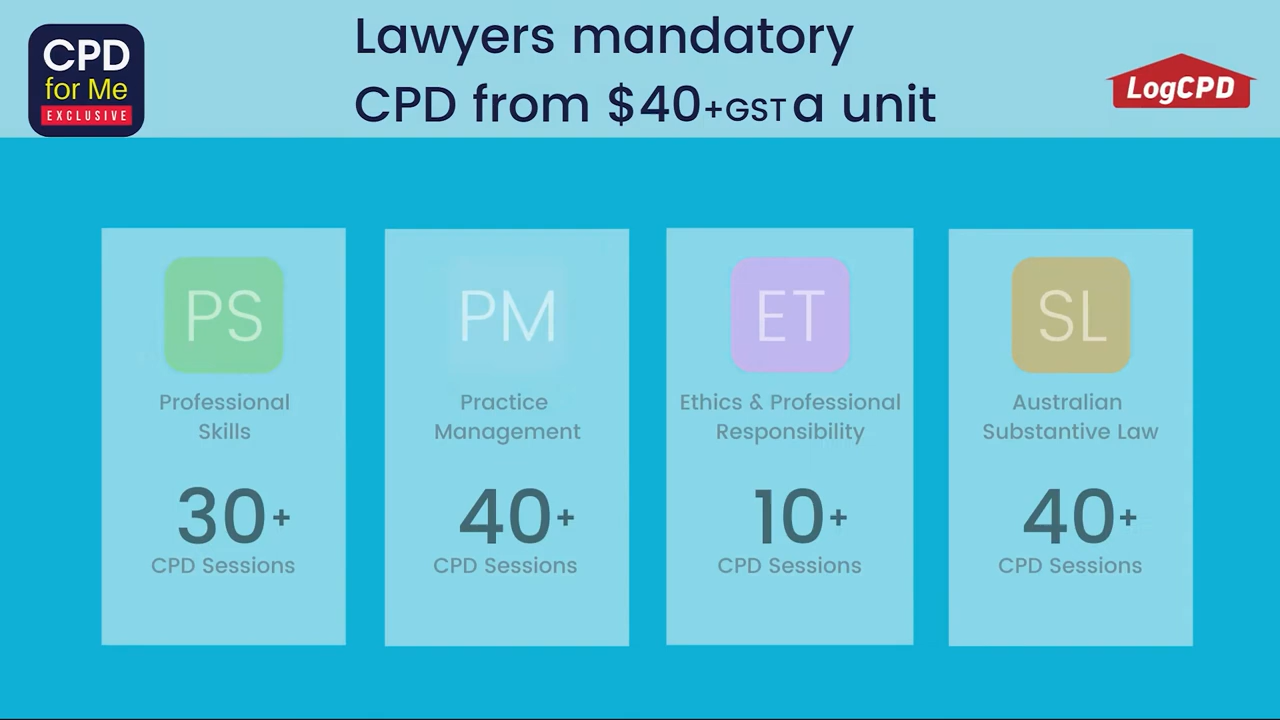 CPD
for Me
EXCLUSIVE
Lawyers mandatory
CPD from $40+GST a unit
LogCPD
PS
Professional
Skills
30+
CPD Sessions
PM
Practice
Management
40+
CPD Sessions
ET
Ethics & Professional
Responsibility
10+
CPD Sessions
SL
Australian
Substantive Law
40+
CPD Sessions